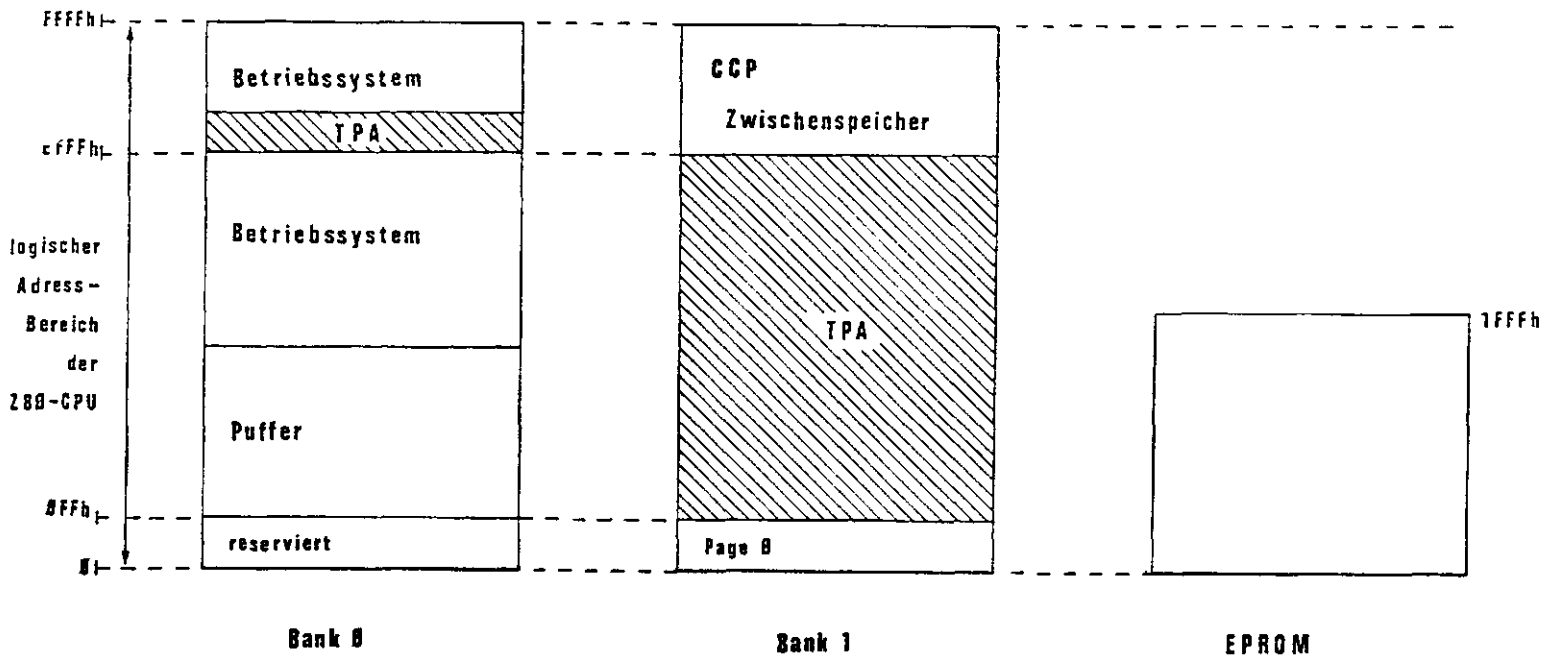 FFFFh
Betriebssystem
TPA
cfFFh
Betriebssystem
logischer
Adress-
Bereich
der
Z80-CPU
Puffer
0FFh
reserviert
0
Bank 0
CCP
Zwischenspeicher
TPA
Page 0
Bank 1
1FFFh
EPROM